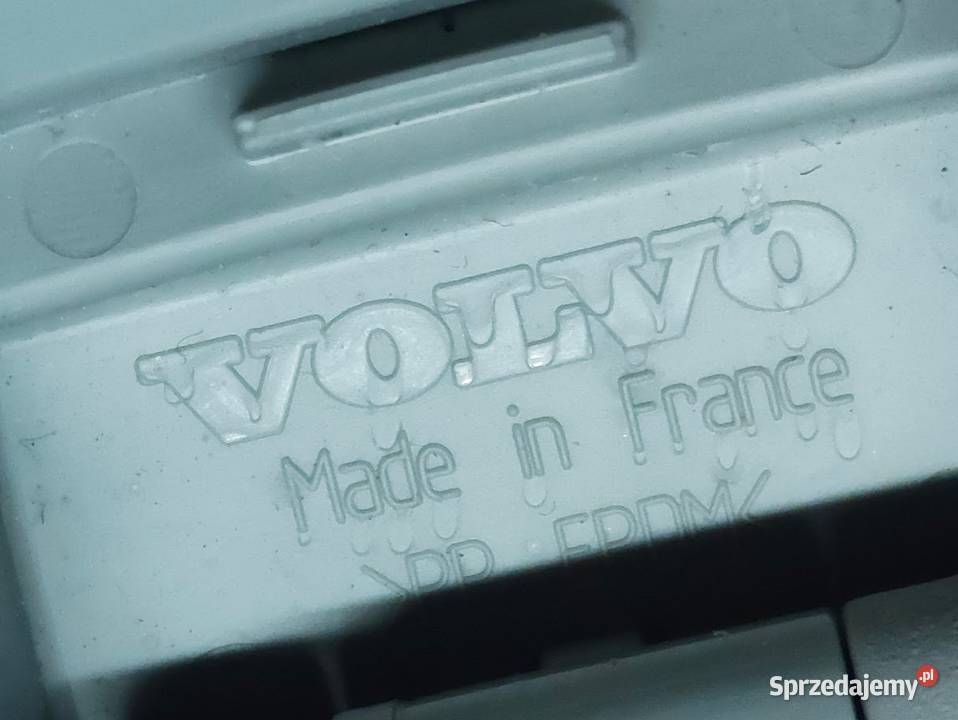 VOLVO
Made in France
>PP EPDM<
Sprzedajemy.pl